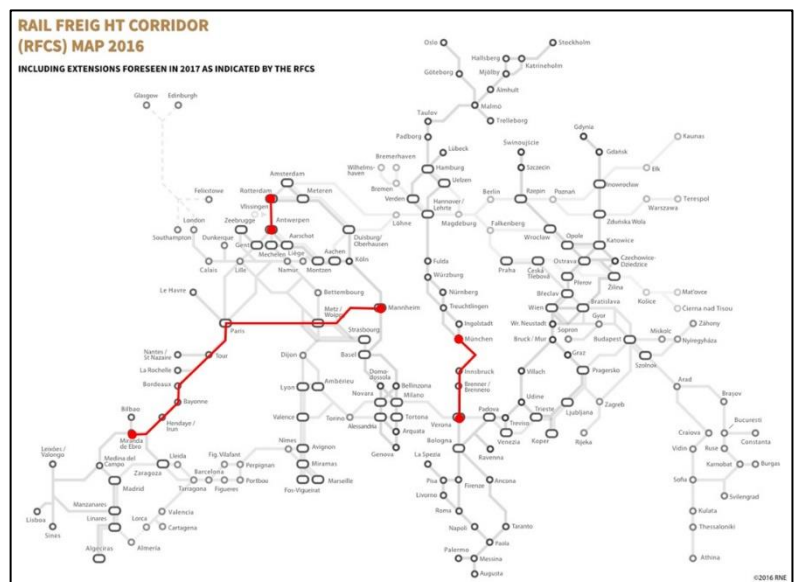 RAIL FREIG HT CORRIDOR
(RFCS) MAP 2016
INCLUDING EXTENSIONS FORESEEN IN 2017 AS INDICATED BY THE RFCS
Oslo
Stockholm
Hallsberg
Katrineholm
Göteborg
Mjölby
Älmhult
Glasgow
Edinburgh
Malmö
Taulov
Trelleborg
Padborg
Gdynia
Kaunas
Lübeck
Świnoujście
Gdańsk
Bremerhaven
Wilhelms-
haven
Hamburg
Szczecin
Ełk
Amsterdam
Bremen
Uelzen
Berlin
Rzepin
Poznań
Inowrocław
Felixstowe
Rotterdam
Meteren
Verden
Hannover/
Lehrte
Magdeburg
Warszawa
Terespol
Vlissingen
London
Zeebrugge
Antwerpen
Löhne
Falkenberg
Zduńska Wola
Southampton
Dunkerque
Gent
Aarschot
Duisburg/
Oberhausen
Wrocław
Opole
Katowice
Mechelen
Liège
Aachen
Calais
Lille
Namur
Montzen
Köln
Fulda
Praha
Česká
Třebová
Ostrava
Czechowice-
Dziedzice
Würzburg
Přerov
Žilina
Le Havre
Bettembourg
Nürnberg
Břeclav
Košice
Maťovce
Metz /
Woippy
Mannheim
Treuchtlingen
Wien
Bratislava
Cierna nad Tisou
Paris
Strasbourg
Ingolstadt
Wr. Neustadt
Gyor
Miskolc
Záhony
München
Bruck / Mur
Sopron
Budapest
Nyíregyháza
Nantes /
St Nazaire
Tour
Dijon
Basel
Graz
Szolnok
La Rochelle
Domo-
dossola
Innsbruck
Villach
Pragersko
Bordeaux
Lyon
Ambérieu
Bellinzona
Brenner /
Brennero
Arad
Novara
Milano
Udine
Zagreb
Brașov
Bayonne
Bilbao
Valence
Torino
Alessandria
Tortona
Verona
Padova
Treviso
Trieste
Ljubljana
Hendaye /
Irun
Arquata
Venezia
Koper
Rijeka
Craiova
Bucuresti
Constanta
Miranda
de Ebro
Bologna
Leixões /
Valongo
Medina del
Campo
Lleida
Fig. Vilafant
Nîmes
Avignon
Genova
Ravenna
Vidin
Ruse
Zaragoza
Barcelona
Perpignan
La Spezia
Karnobat
Burgas
Madrid
Tarragona
Figueres
Portbou
Miramas
Pisa
Firenze
Ancona
Sofia
Fos-Viguerat
Marseille
Livorno
Svilengrad
Manzanares
Valencia
Lisboa
Linares
Lorca
Cartagena
Roma
Kulata
Sines
Napoli
Taranto
Thessaloniki
Almeria
Paola
Algeciras
Palermo
Messina
Athina
Augusta
©2016 RNE